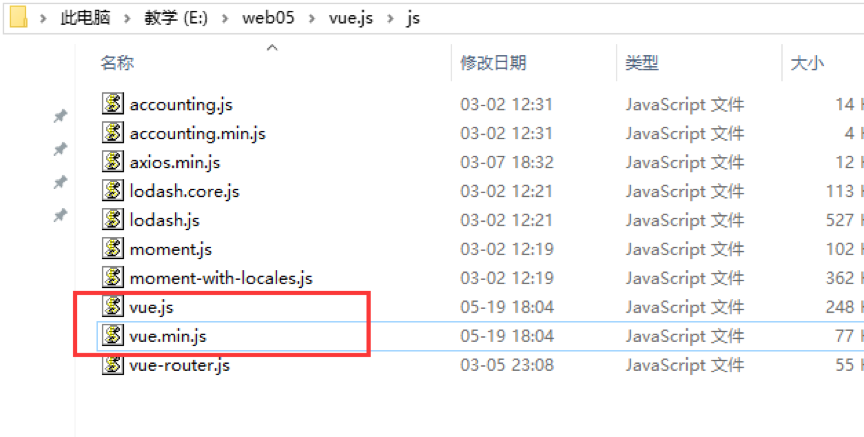 此电脑 > 教学 (E:) > web05 > vue.js > js
名称 修改日期 类型 大小
accounting.js 03-02 12:31 JavaScript 文件 14
accounting.min.js 03-02 12:31 JavaScript 文件 4
axios.min.js 03-07 18:32 JavaScript 文件 12
lodash.core.js 03-02 12:21 JavaScript 文件 113
lodash.js 03-02 12:21 JavaScript 文件 527
moment.js 03-02 12:19 JavaScript 文件 102
moment-with-locales.js 03-02 12:19 JavaScript 文件 362
vue.js 05-19 18:04 JavaScript 文件 248
vue.min.js 05-19 18:04 JavaScript 文件 77
vue-router.js 03-05 23:08 JavaScript 文件 55